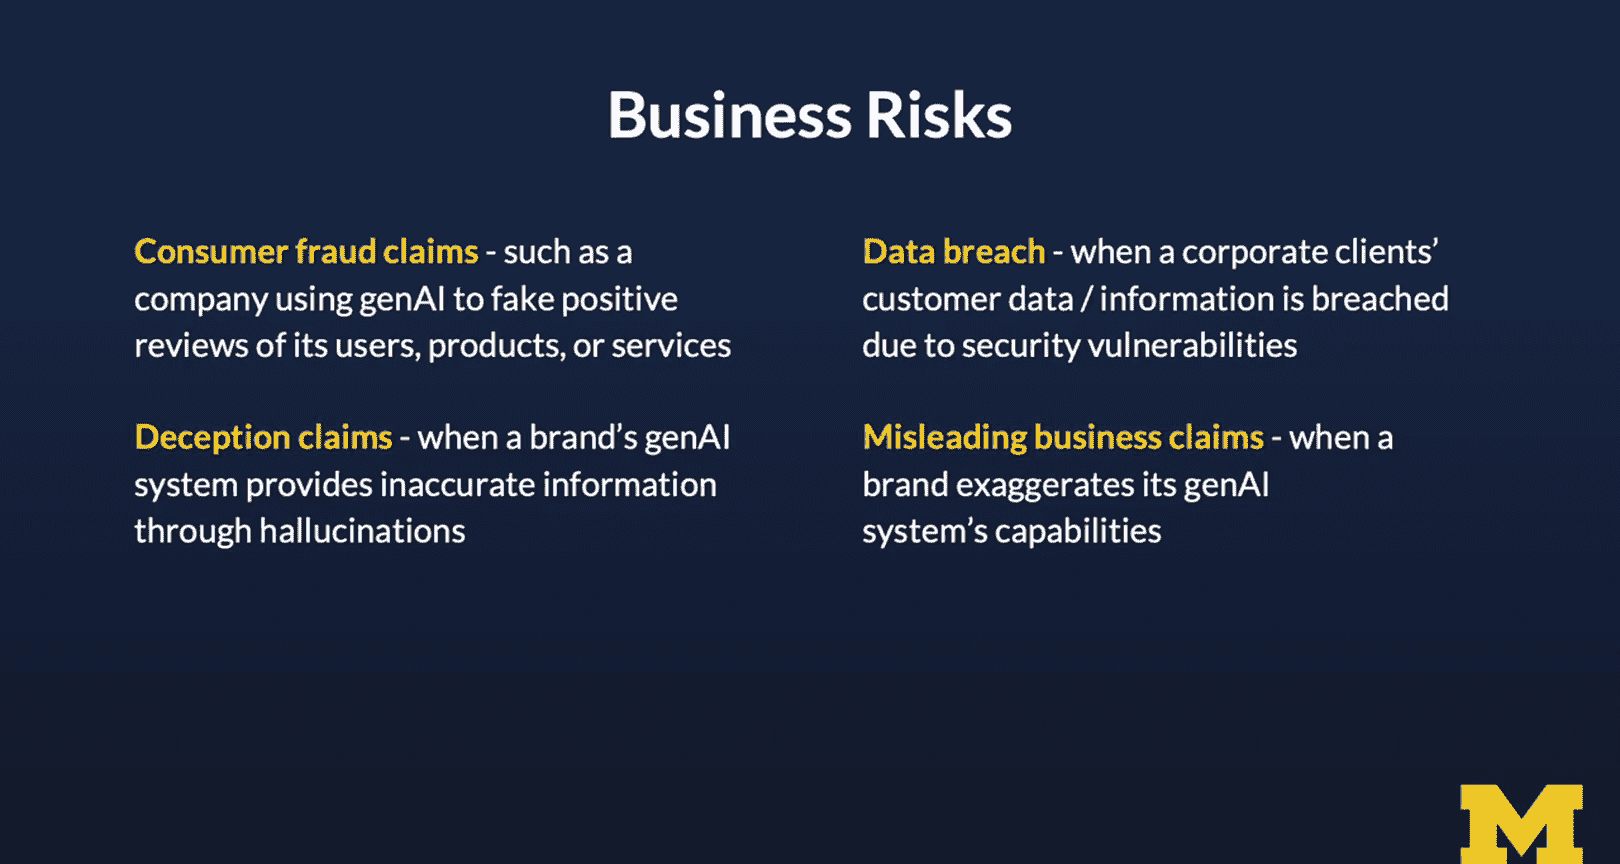 Business Risks
Consumer fraud claims - such as a
company using genAI to fake positive
reviews of its users, products, or services
Deception claims - when a brand’s genAI
system provides inaccurate information
through hallucinations
Data breach - when a corporate clients’
customer data / information is breached
due to security vulnerabilities
Misleading business claims - when a
brand exaggerates its genAI
system’s capabilities
M